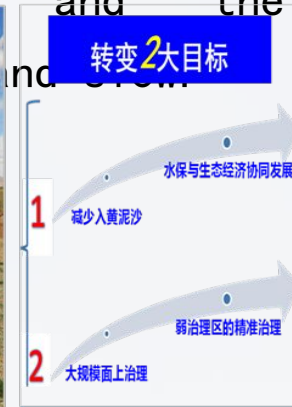 and the
转变2大目标
1
减少入黄泥沙
水保与生态经济协同发展
2
大规模面上治理
弱治理区的精准治理